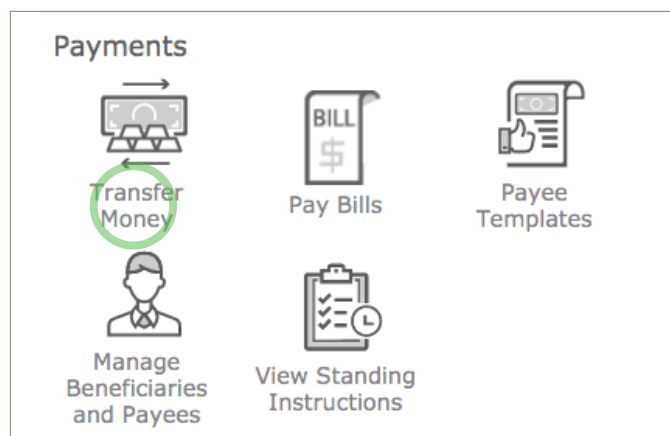 Payments
BILL
$
Transfer
Money
Pay Bills
Payee
Templates
Manage
Beneficiaries
and Payees
View Standing
Instructions